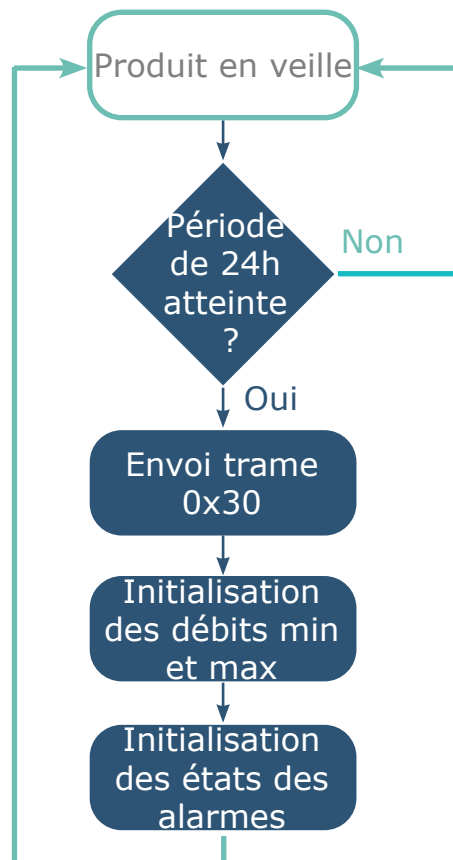 Produit en veille
Période
de 24h
atteinte
?
Non
Oui
Envoi trame
0x30
Initialisation
des débits min
et max
Initialisation
des états des
alarmes